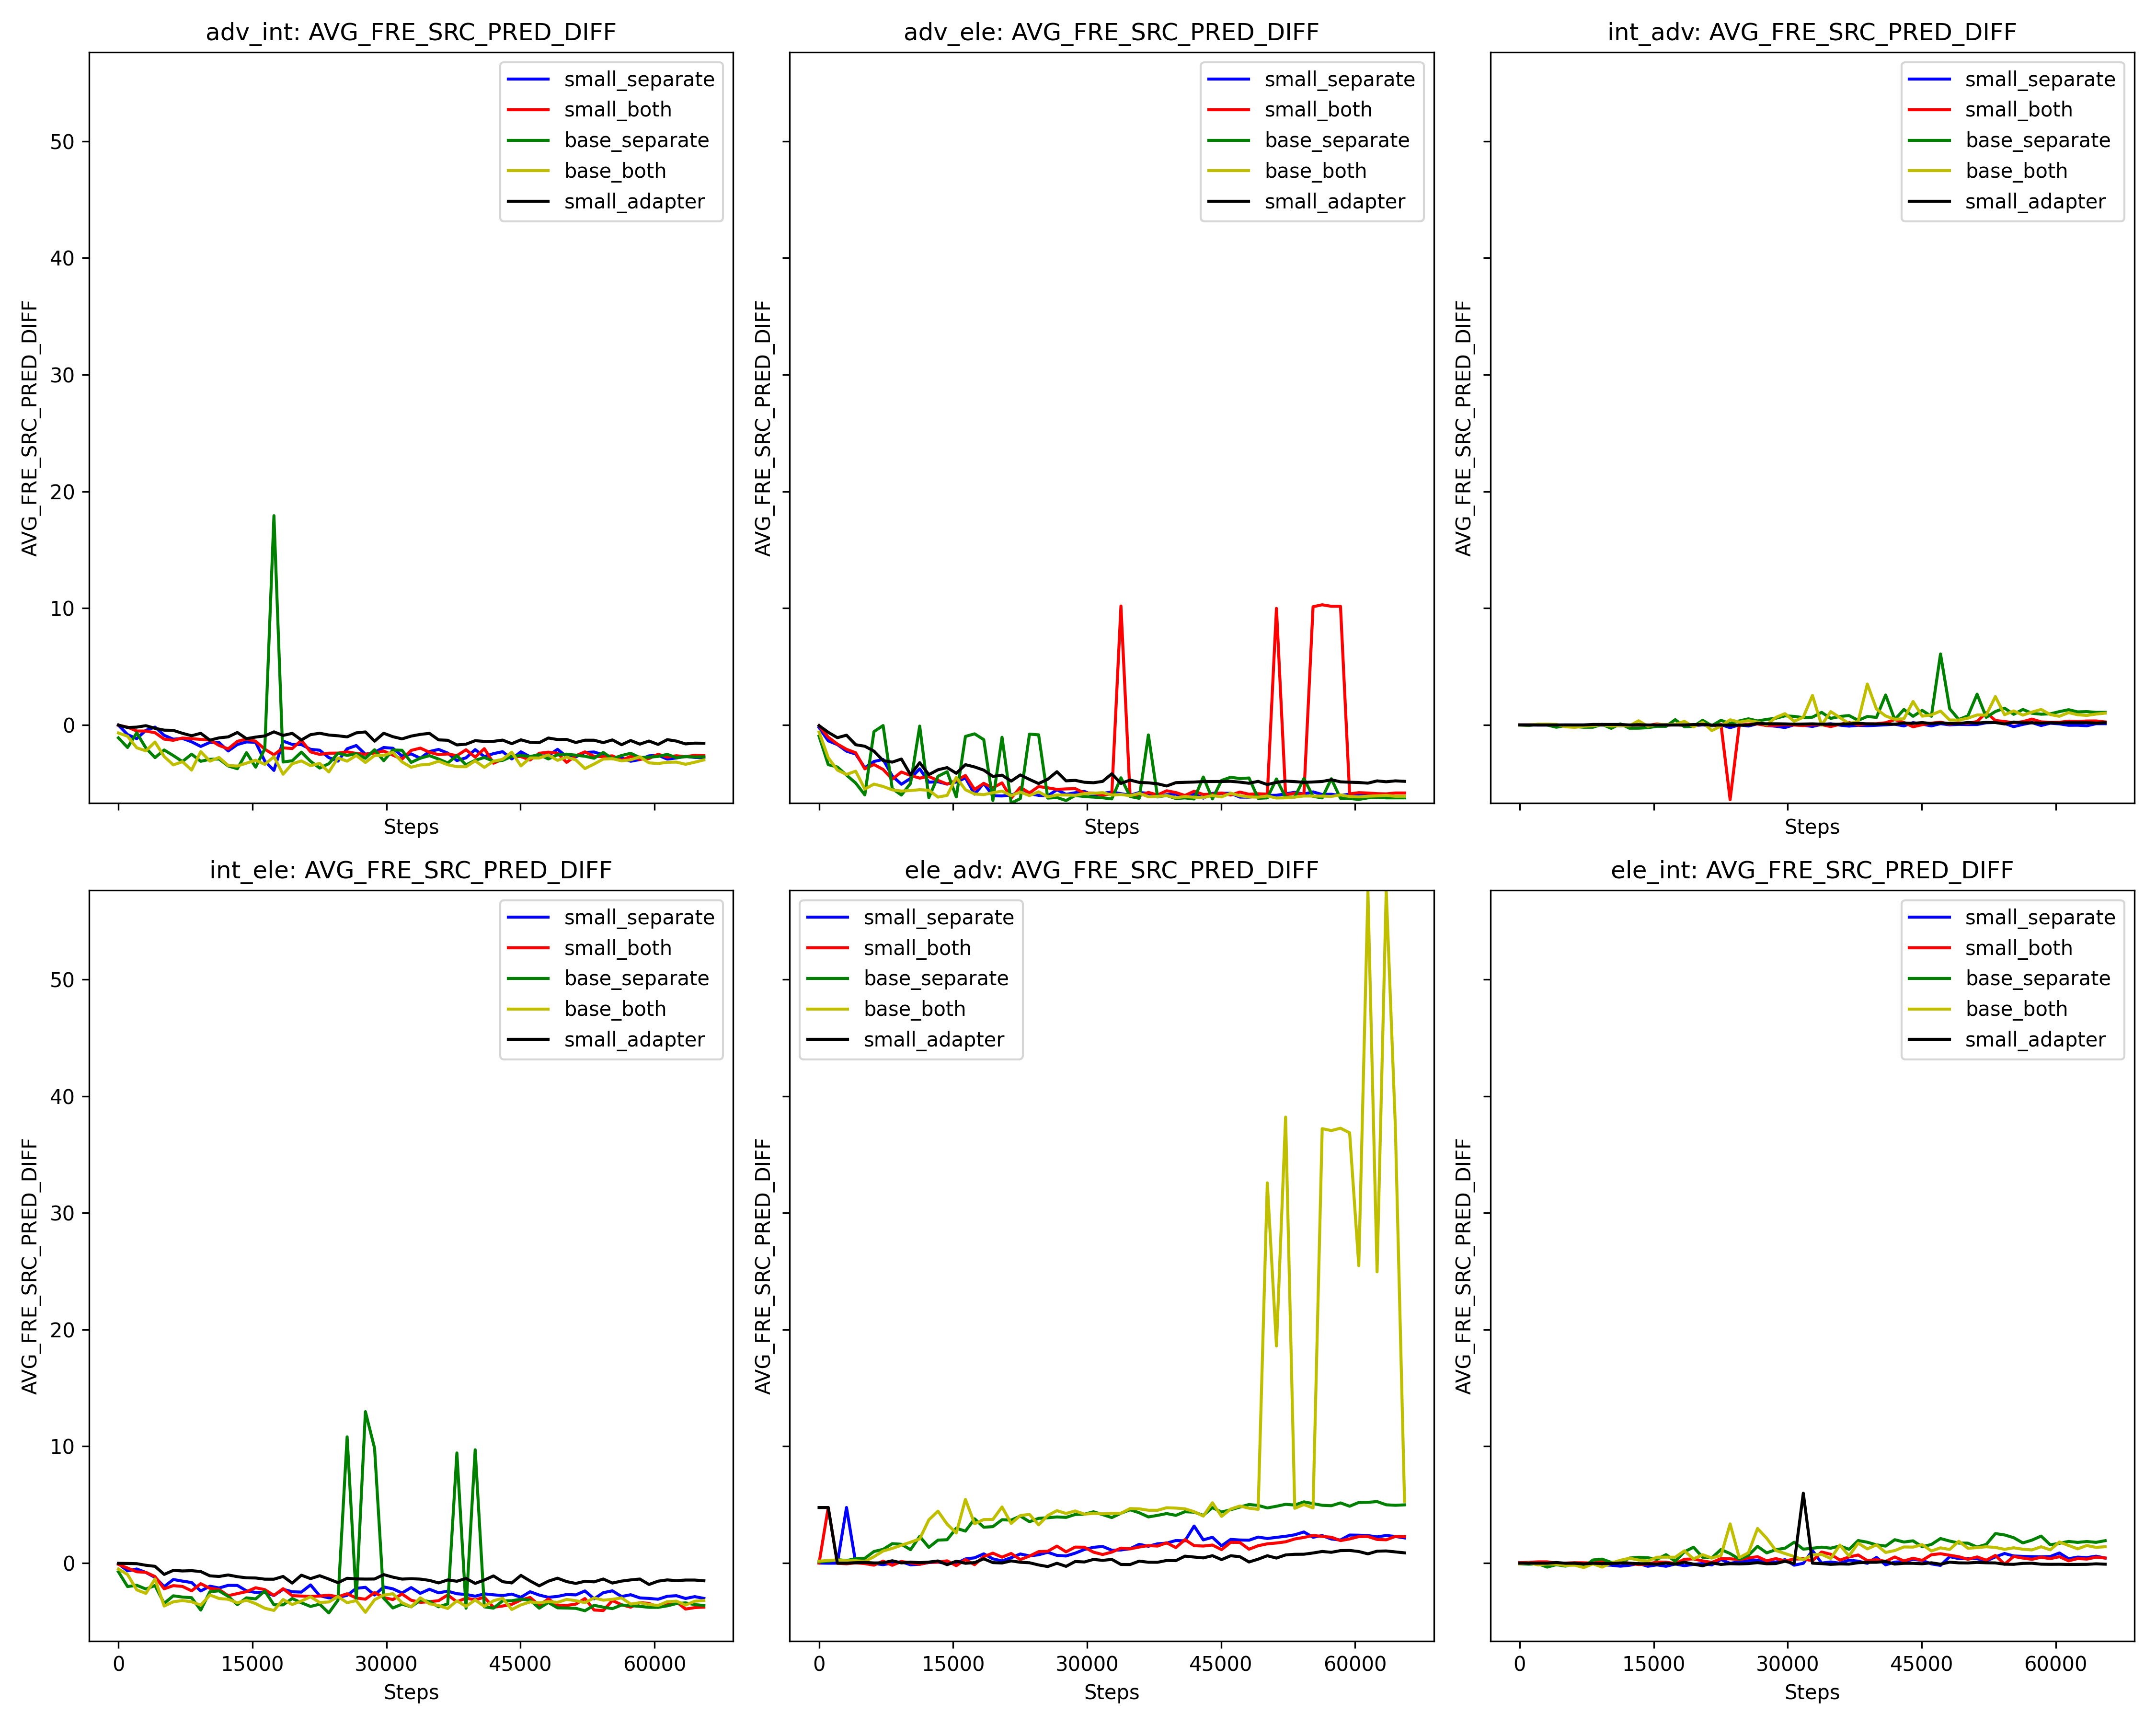 adv_int: AVG_FRE_SRC_PRED_DIFF
AVG_FRE_SRC_PRED_DIFF
50
40
30
20
10
0
small_separate
small_both
base_separate
base_both
small_adapter
Steps
adv_ele: AVG_FRE_SRC_PRED_DIFF
AVG_FRE_SRC_PRED_DIFF
small_separate
small_both
base_separate
base_both
small_adapter
Steps
int_adv: AVG_FRE_SRC_PRED_DIFF
AVG_FRE_SRC_PRED_DIFF
small_separate
small_both
base_separate
base_both
small_adapter
Steps
int_ele: AVG_FRE_SRC_PRED_DIFF
AVG_FRE_SRC_PRED_DIFF
50
40
30
20
10
0
small_separate
small_both
base_separate
base_both
small_adapter
0 15000 30000 45000 60000
Steps
ele_adv: AVG_FRE_SRC_PRED_DIFF
AVG_FRE_SRC_PRED_DIFF
small_separate
small_both
base_separate
base_both
small_adapter
0 15000 30000 45000 60000
Steps
ele_int: AVG_FRE_SRC_PRED_DIFF
AVG_FRE_SRC_PRED_DIFF
small_separate
small_both
base_separate
base_both
small_adapter
0 15000 30000 45000 60000
Steps